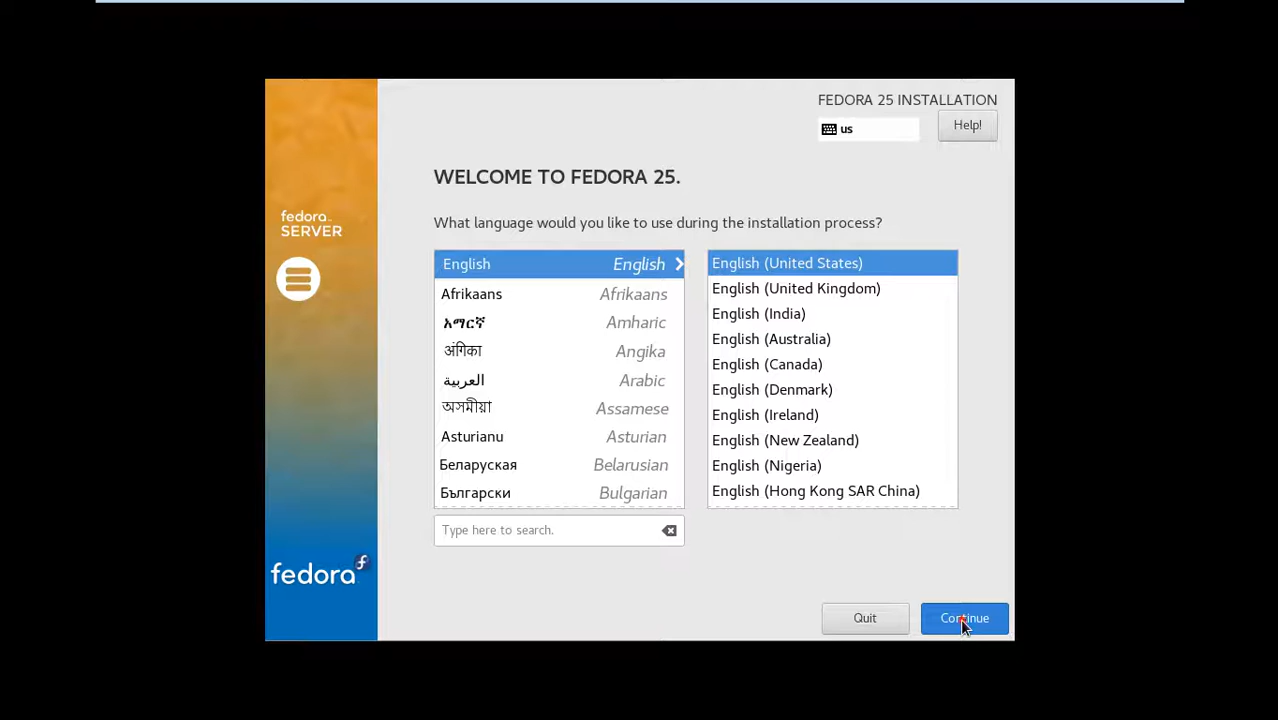 FEDORA 25 INSTALLATION
us
Help!
fedora
SERVER
WELCOME TO FEDORA 25.
What language would you like to use during the installation process?
English English
Afrikaans Afrikaans
አማርኛ Amharic
अंगिका Angika
العربية Arabic
অসমীয়া Assamese
Asturianu Asturian
Беларуская Belarusian
Български Bulgarian
Type here to search.
English (United States)
English (United Kingdom)
English (India)
English (Australia)
English (Canada)
English (Denmark)
English (Ireland)
English (New Zealand)
English (Nigeria)
English (Hong Kong SAR China)
fedora
Quit
Continue